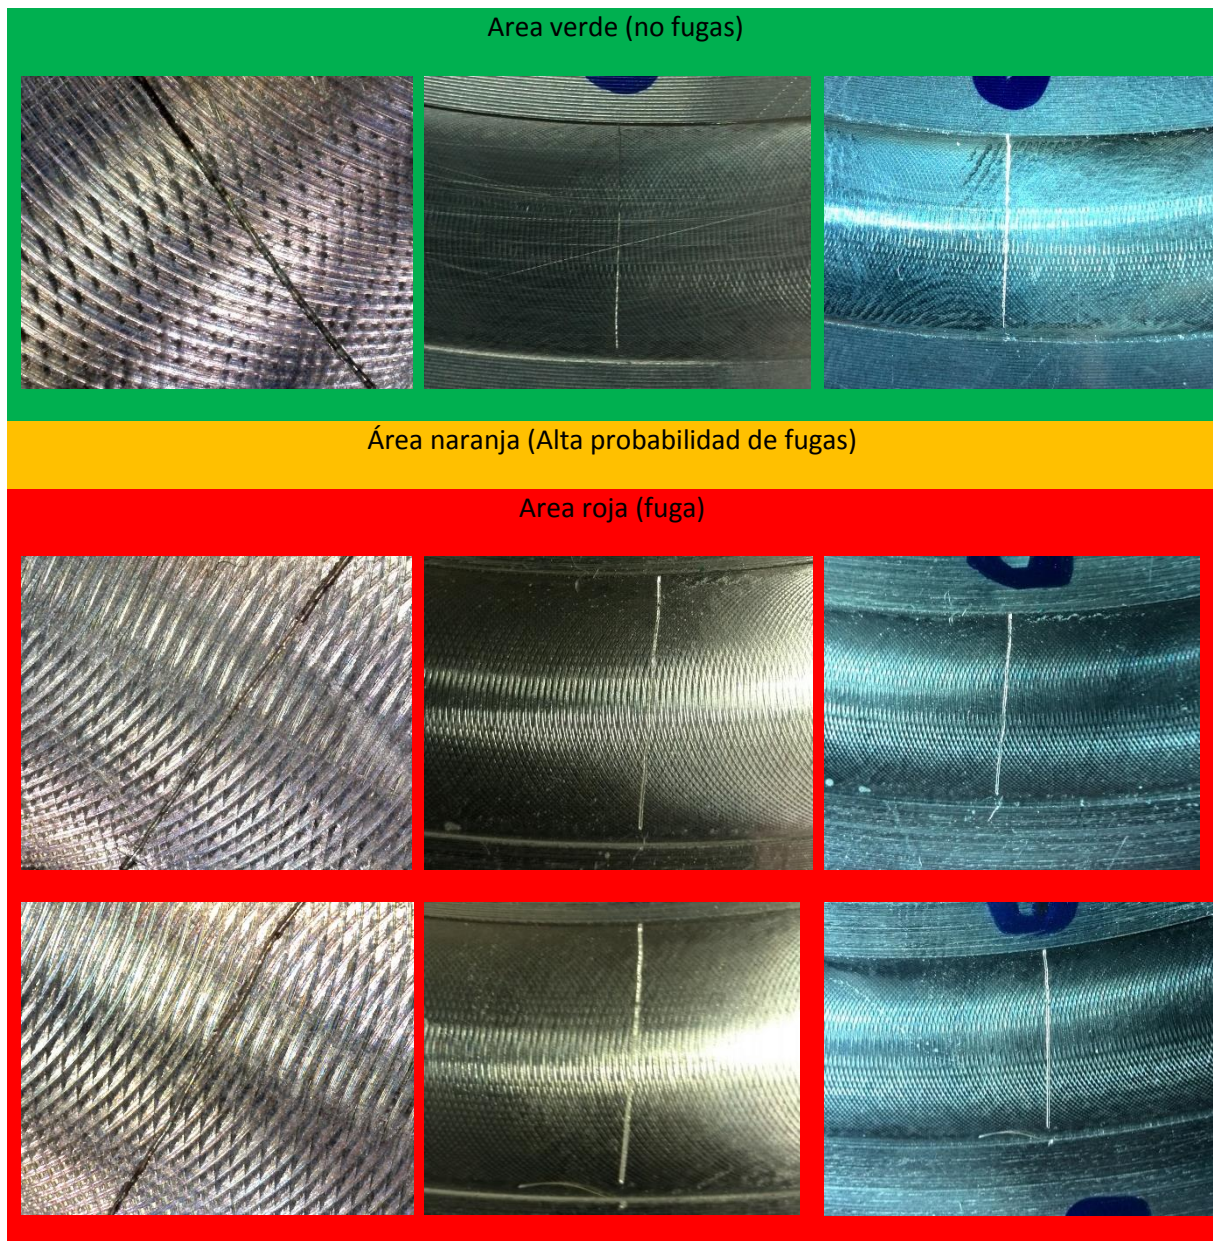 Area verde (no fugas)
Área naranja (Alta probabilidad de fugas)
Area roja (fuga)